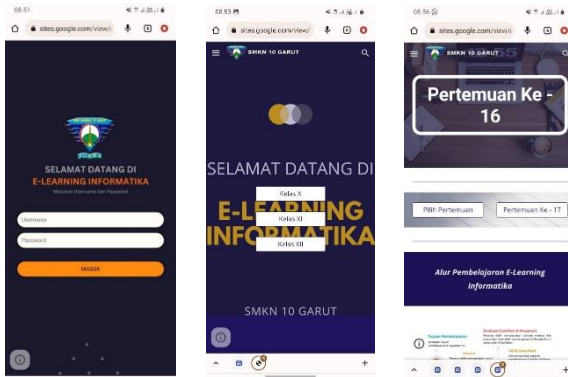 08.51
sites.google.com/view/i
SELAMAT DATANG DI
E-LEARNING INFORMATIKA
Masukan Username dan Password
Username
Password
MASUK
08.53
sites.google.com/view/
SMKN 10 GARUT
SELAMAT DATANG DI
Kelas X
E-LEARNING
Kelas XI
INFORMATIKA
Kelas XII
SMKN 10 GARUT
08.56
sites.google.com/view/i
SMKN 10 GARUT
Pertemuan Ke -
16
Pilih Pertemuan
Pertemuan Ke - 17
Alur Pembelajaran E-Learning
Informatika
Tujuan Pembelajaran